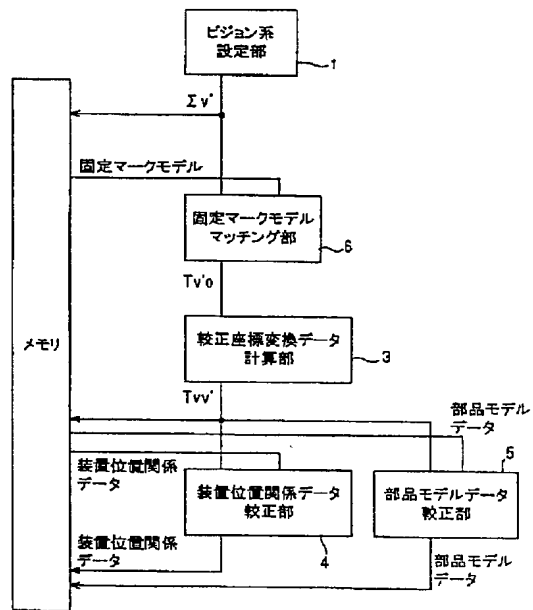 ビジョン系
設定部
1
Σv'
固定マークモデル
固定マークモデル
マッチング部
6
Tv'o
メモリ
較正座標変換データ
計算部
3
Tvv'
部品モデル
データ
装置位置関係
データ
装置位置関係データ
較正部
4
部品モデルデータ
較正部
5
装置位置関係
データ
部品モデル
データ